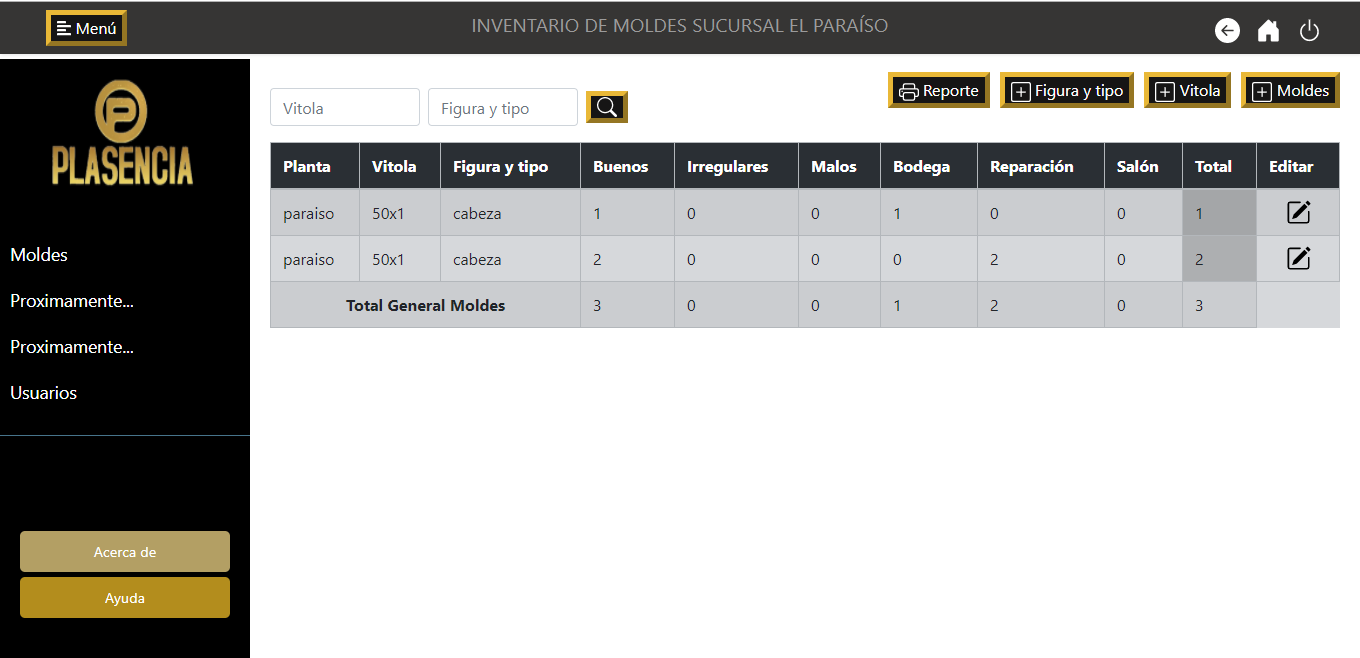 Menú
INVENTARIO DE MOLDES SUCURSAL EL PARAÍSO
PLASENCIA
Moldes
Proximamente...
Proximamente...
Usuarios
Acerca de
Ayuda
Reporte Figura y tipo Vitola Moldes
Vitola Figura y tipo
Planta Vitola Figura y tipo Buenos Irregulares Malos Bodega Reparación Salón Total Editar
paraiso 50x1 cabeza 1 0 0 1 0 0 1
paraiso 50x1 cabeza 2 0 0 0 2 0 2
Total General Moldes 3 0 0 1 2 0 3